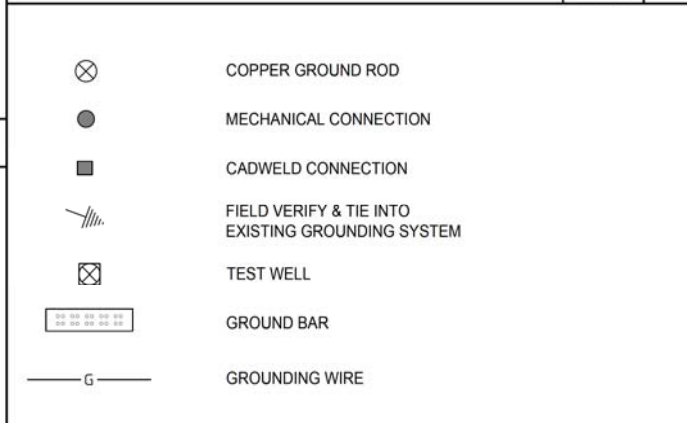 COPPER GROUND ROD
MECHANICAL CONNECTION
CADWELD CONNECTION
FIELD VERIFY & TIE INTO
EXISTING GROUNDING SYSTEM
TEST WELL
GROUND BAR
G
GROUNDING WIRE